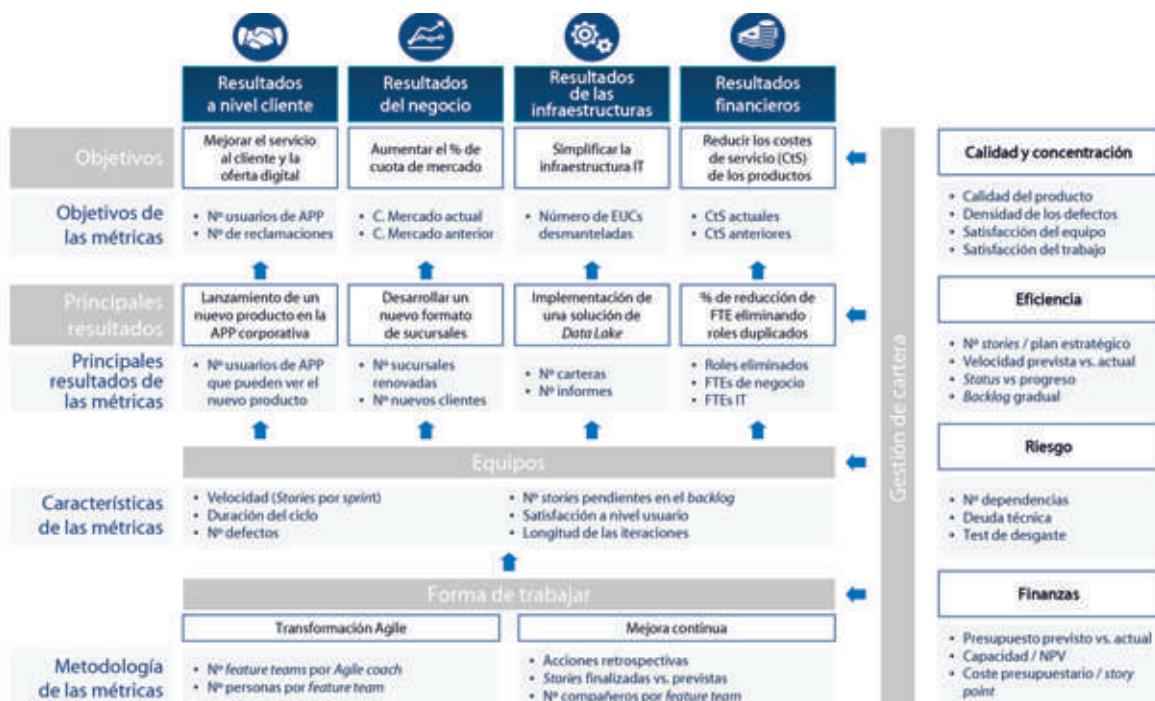 Resultados
a nivel cliente
Resultados
del negocio
Resultados
de las
infraestructuras
Resultados
financieros
Objetivos
Mejorar el servicio
al cliente y la
oferta digital
Aumentar el % de
cuota de mercado
Simplificar la
infraestructura IT
Reducir los costes
de servicio (CtS)
de los productos
Objetivos de
las métricas
• Nº usuarios de APP
• Nº de reclamaciones
• C. Mercado actual
• C. Mercado anterior
• Número de EUCs
desmanteladas
• CtS actuales
• CtS anteriores
Principales
resultados
Lanzamiento de un
nuevo producto en la
APP corporativa
Desarrollar un
nuevo formato
de sucursales
Implementación de
una solución de
Data Lake
% de reducción de
FTE eliminando
roles duplicados
Principales
resultados de
las métricas
• Nº usuarios de APP
que pueden ver el
nuevo producto
• Nº sucursales
renovadas
• Nº nuevos clientes
• Nº carteras
• Nº informes
• Roles eliminados
• FTEs de negocio
• FTEs IT
Equipos
Características
de las métricas
• Velocidad (Stories por sprint)
• Duración del ciclo
• Nº defectos
• Nº stories pendientes en el backlog
• Satisfacción a nivel usuario
• Longitud de las iteraciones
Forma de trabajar
Transformación Agile
Mejora continua
Metodología
de las métricas
• Nº feature teams por Agile coach
• Nº personas por feature team
• Acciones retrospectivas
• Stories finalizadas vs. previstas
• Nº compañeros por feature team
Gestión de cartera
Calidad y concentración
• Calidad del producto
• Densidad de los defectos
• Satisfacción del equipo
• Satisfacción del trabajo
Eficiencia
• Nº stories / plan estratégico
• Velocidad prevista vs. actual
• Status vs progreso
• Backlog gradual
Riesgo
• Nº dependencias
• Deuda técnica
• Test de desgaste
Finanzas
• Presupuesto previsto vs. actual
• Capacidad / NPV
• Coste presupuestario / story
point